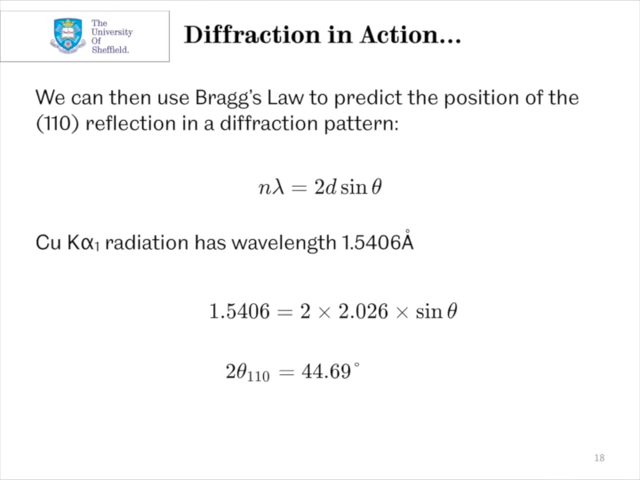 The
University
Of
Sheffield.
Diffraction in Action...
We can then use Bragg's Law to predict the position of the
(110) reflection in a diffraction pattern:
nλ = 2d sin θ
Cu Kα₁ radiation has wavelength 1.5406Å
1.5406 = 2 × 2.026 × sin θ
2θ₁₁₀ = 44.69°
18